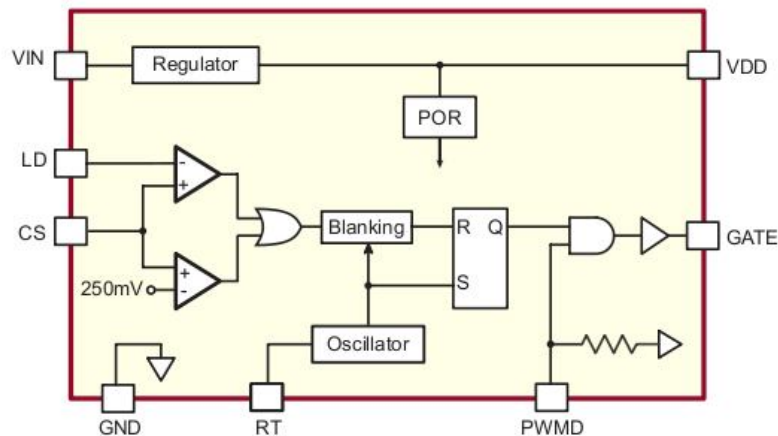 VIN
Regulator
VDD
POR
LD
-
+
CS
Blanking
R Q
GATE
+
250mV
-
S
Oscillator
GND
RT
PWMD